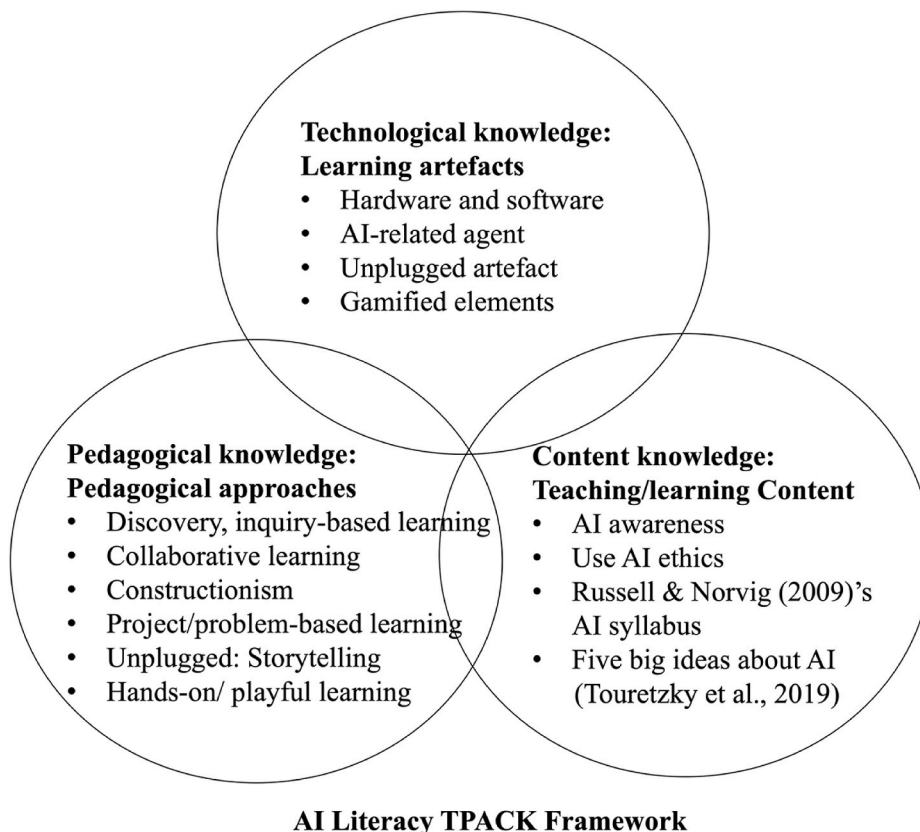 Technological knowledge:
Learning artefacts
• Hardware and software
• AI-related agent
• Unplugged artefact
• Gamified elements
Pedagogical knowledge:
Pedagogical approaches
• Discovery, inquiry-based learning
• Collaborative learning
• Constructionism
• Project/problem-based learning
• Unplugged: Storytelling
• Hands-on/ playful learning
Content knowledge:
Teaching/learning Content
• AI awareness
• Use AI ethics
• Russell & Norvig (2009)'s
AI syllabus
• Five big ideas about AI
(Touretzky et al., 2019)
AI Literacy TPACK Framework